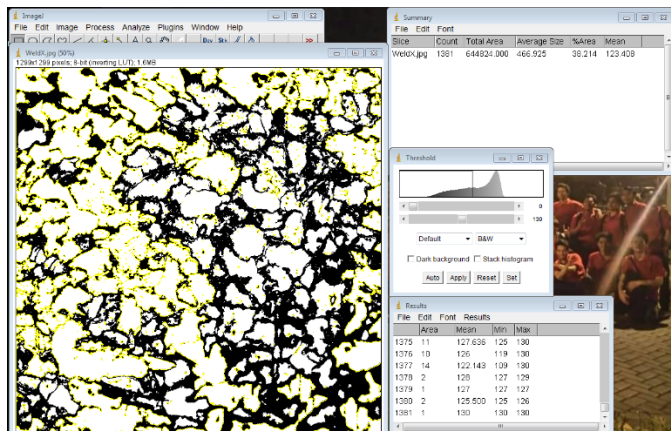 ImageJ
File Edit Image Process Analyze Plugins Window Help
Dev Stk >>
WeldX.jpg (50%)
1299x1299 pixels; 8-bit (inverting LUT); 1.6MB
Summary
File Edit Font
Slice Count Total Area Average Size %Area Mean
WeldX.jpg 1381 644824.000 466.925 38.214 123.408
Threshold
0
130
Default B&W
Dark background Stack histogram
Auto Apply Reset Set
Results
File Edit Font Results
Area Mean Min Max
1375 11 127.636 125 130
1376 10 126 119 130
1377 14 122.143 109 130
1378 2 128 127 129
1379 1 127 127 127
1380 2 125.500 125 126
1381 1 130 130 130